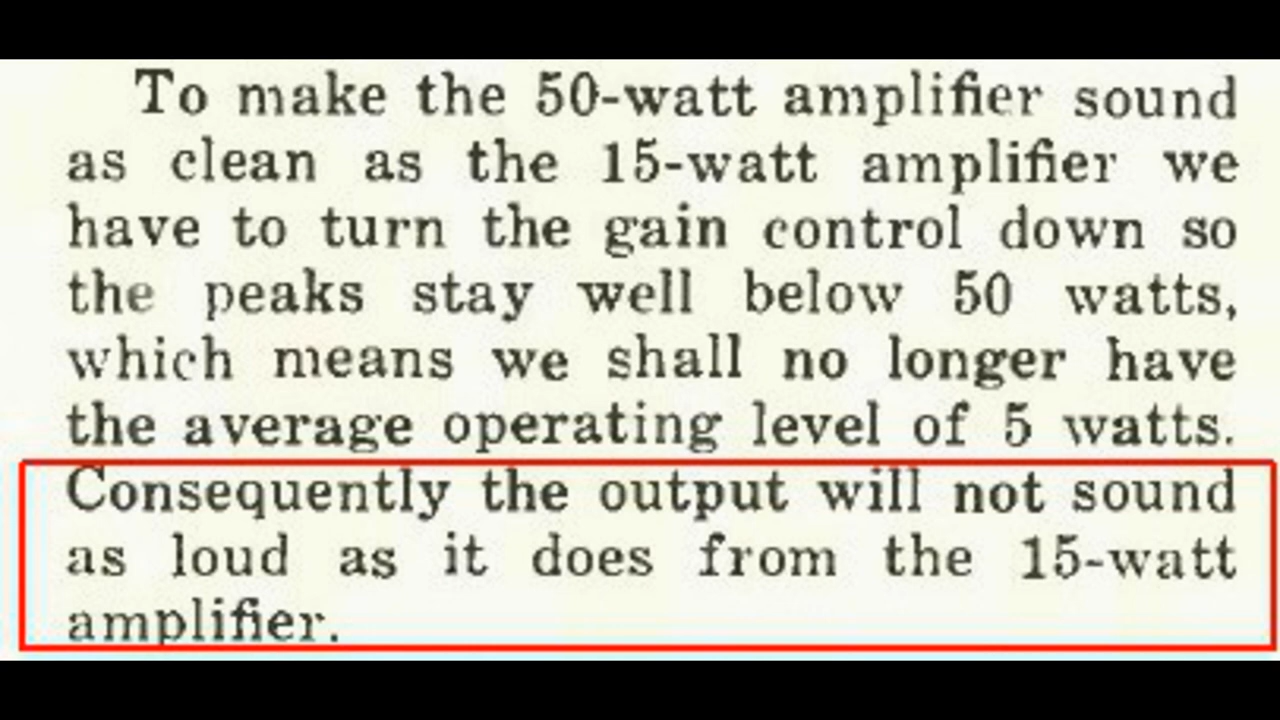 To make the 50-watt amplifier sound
as clean as the 15-watt amplifier we
have to turn the gain control down so
the peaks stay well below 50 watts,
which means we shall no longer have
the average operating level of 5 watts.
Consequently the output will not sound
as loud as it does from the 15-watt
amplifier.